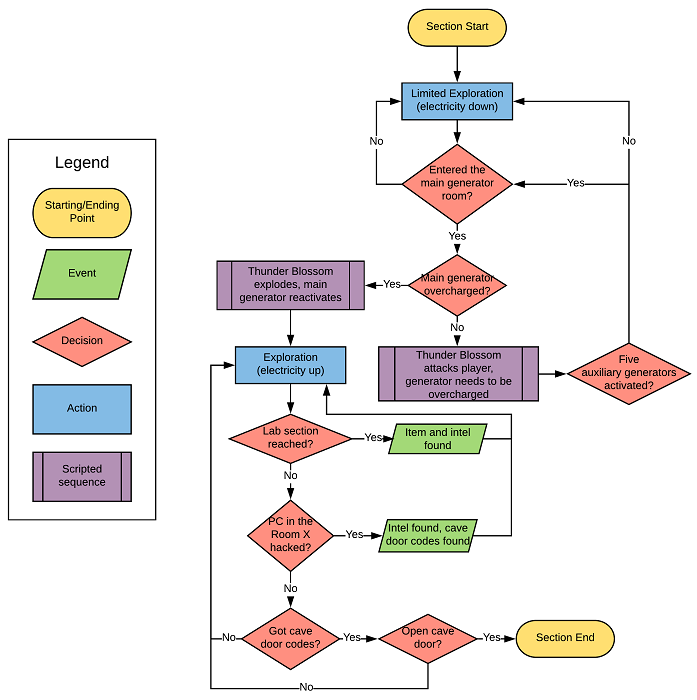 Section Start
Limited Exploration
(electricity down)
No
No
Entered the
main generator
room?
Yes
Legend
Starting/Ending
Point
Event
Decision
Action
Scripted
sequence
Yes
Main generator
overcharged?
Yes
Thunder Blossom
explodes, main
generator reactivates
No
Thunder Blossom
attacks player,
generator needs to be
overcharged
Five
auxiliary generators
activated?
Exploration
(electricity up)
Lab section
reached?
Yes
Item and intel
found
No
PC in the
Room X
hacked?
Yes
Intel found, cave
door codes found
No
Got cave
door codes?
No
Yes
Open cave
door?
Yes
Section End
No